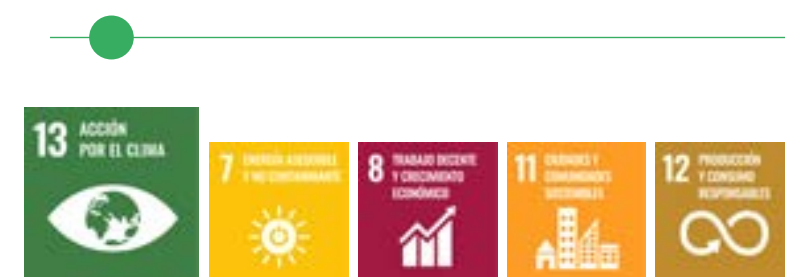 13 ACCIÓN
POR EL CLIMA
7 ENERGÍA ASEQUIBLE
Y NO CONTAMINANTE
8 TRABAJO DECENTE
Y CRECIMIENTO
ECONÓMICO
11 CIUDADES Y
COMUNIDADES
SOSTENIBLES
12 PRODUCCIÓN
Y CONSUMO
RESPONSABLES